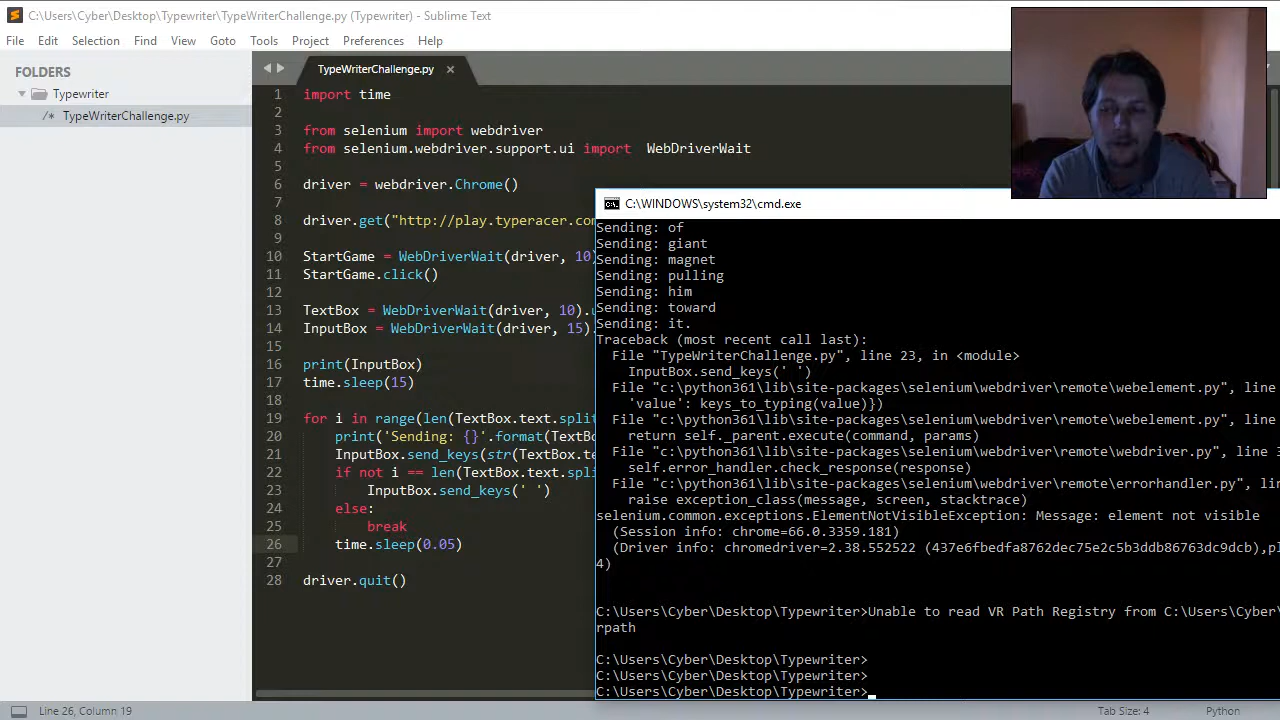 C:\Users\Cyber\Desktop\Typewriter\TypeWriterChallenge.py (Typewriter) - Sublime Text
File Edit Selection Find View Goto Tools Project Preferences Help
FOLDERS
Typewriter
/* TypeWriterChallenge.py
TypeWriterChallenge.py
1 import time
2
3 from selenium import webdriver
4 from selenium.webdriver.support.ui import  WebDriverWait
5
6 driver = webdriver.Chrome()
7
8 driver.get("http://play.typeracer.co
9
10 StartGame = WebDriverWait(driver, 10)
11 StartGame.click()
12
13 TextBox = WebDriverWait(driver, 10).
14 InputBox = WebDriverWait(driver, 15)
15
16 print(InputBox)
17 time.sleep(15)
18
19 for i in range(len(TextBox.text.spli
20 print('Sending: {}'.format(TextBo
21 InputBox.send_keys(str(TextBox.te
22 if not i == len(TextBox.text.spli
23 InputBox.send_keys(' ')
24 else:
25 break
26 time.sleep(0.05)
27
28 driver.quit()
C:\WINDOWS\system32\cmd.exe
Sending: of
Sending: giant
Sending: magnet
Sending: pulling
Sending: him
Sending: toward
Sending: it.
Traceback (most recent call last):
File "TypeWriterChallenge.py", line 23, in <module>
InputBox.send_keys(' ')
File "c:\python361\lib\site-packages\selenium\webdriver\remote\webelement.py", line
'value': keys_to_typing(value)})
File "c:\python361\lib\site-packages\selenium\webdriver\remote\webelement.py", line
return self._parent.execute(command, params)
File "c:\python361\lib\site-packages\selenium\webdriver\remote\webdriver.py", line 3
self.error_handler.check_response(response)
File "c:\python361\lib\site-packages\selenium\webdriver\remote\errorhandler.py", lin
raise exception_class(message, screen, stacktrace)
selenium.common.exceptions.ElementNotVisibleException: Message: element not visible
(Session info: chrome=66.0.3359.181)
(Driver info: chromedriver=2.38.552522 (437e6fbedfa8762dec75e2c5b3ddb86763dc9dcb),pl
4)
C:\Users\Cyber\Desktop\Typewriter>Unable to read VR Path Registry from C:\Users\Cyber
rpath
C:\Users\Cyber\Desktop\Typewriter>
C:\Users\Cyber\Desktop\Typewriter>
C:\Users\Cyber\Desktop\Typewriter>
Line 26, Column 19
Tab Size: 4
Python